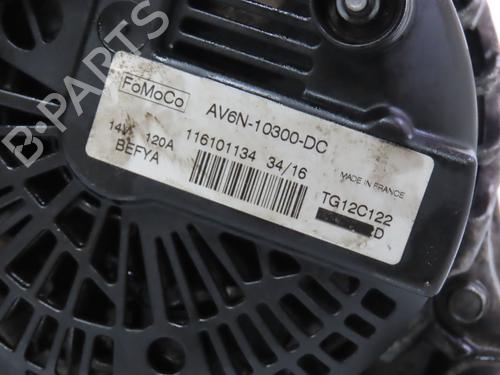 B-PARTS
FoMoCo
AV6N-10300-DC
14V 120A 116101134 34/16
BEFYA
MADE IN FRANCE
TG12C122
D